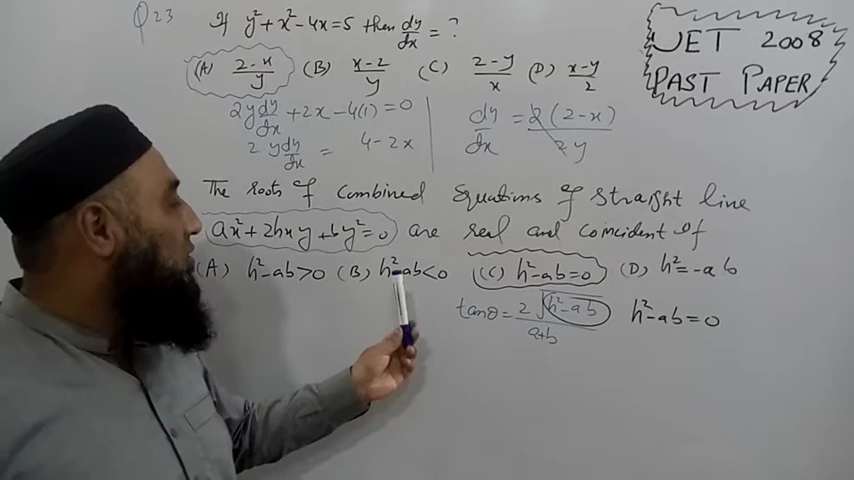 Q 23 If y²+x²-4x=5 then dy/dx = ?
UET 2008
PAST PAPER
(A) 2-x/y (B) x-2/y (C) 2-y/x (D) x-y/2
2y dy/dx + 2x - 4(1) = 0
dy/dx = 2(2-x)/2y
2y dy/dx = 4-2x
The roots of Combined Equations of Straight line
ax²+2hxy+by²=0 are real and coincident of
(A) h²-ab>0 (B) h²-ab<0 (C) h²-ab=0 (D) h²=-ab
tanθ = 2√h²-ab/a+b h²-ab=0